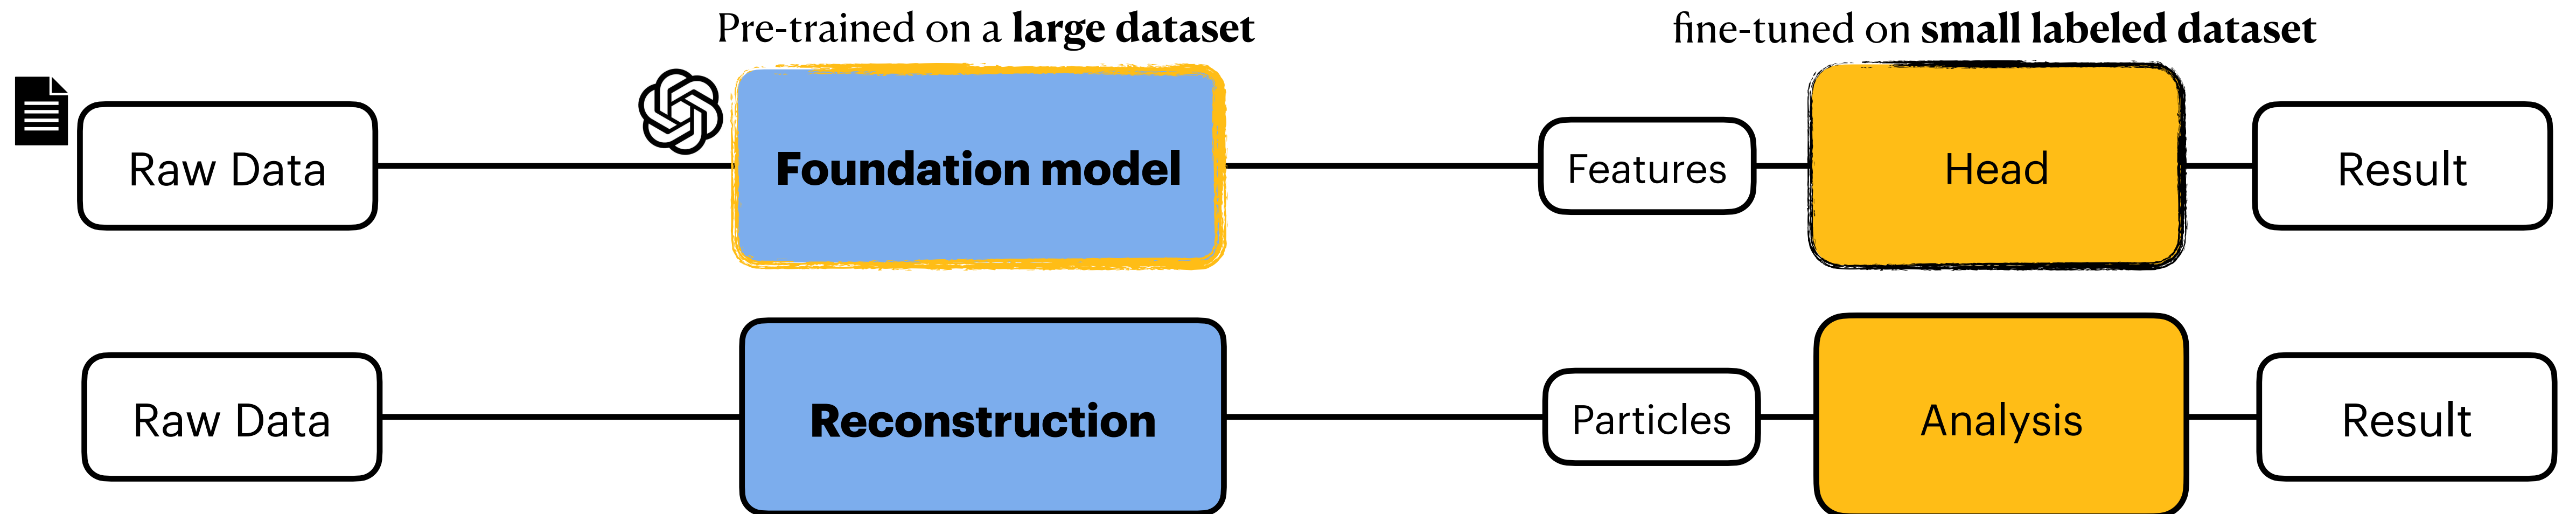 Pre-trained on a large dataset
fine-tuned on small labeled dataset
Raw Data
Foundation model
Features
Head
Result
Raw Data
Reconstruction
Particles
Analysis
Result